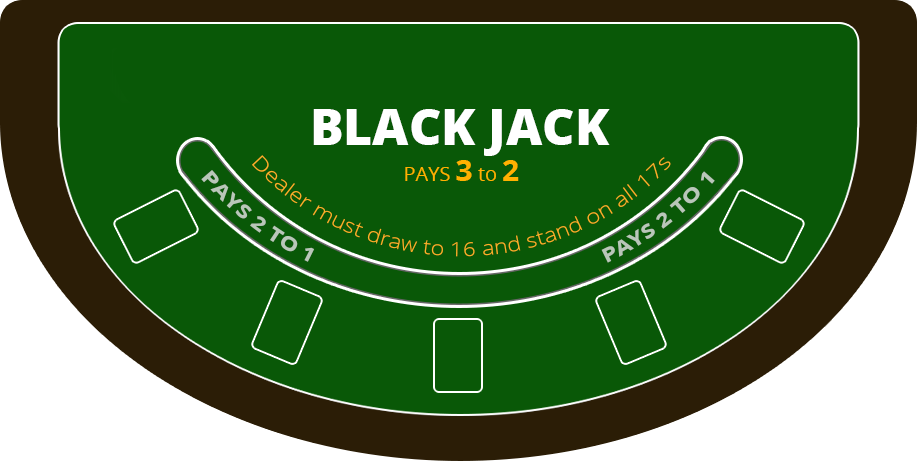 BLACK JACK
PAYS 3 to 2
Dealer must draw to 16 and stand on all 17s
PAYS 2 TO 1
PAYS 2 TO 1